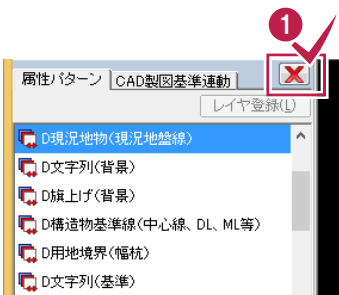 1
属性パターン CAD製図基準連動
レイヤ登録(L)
D現況地物(現況地盤線)
D文字列(背景)
D旗上げ(背景)
D構造物基準線(中心線、DL、ML等)
D用地境界(幅杭)
D文字列(基準)